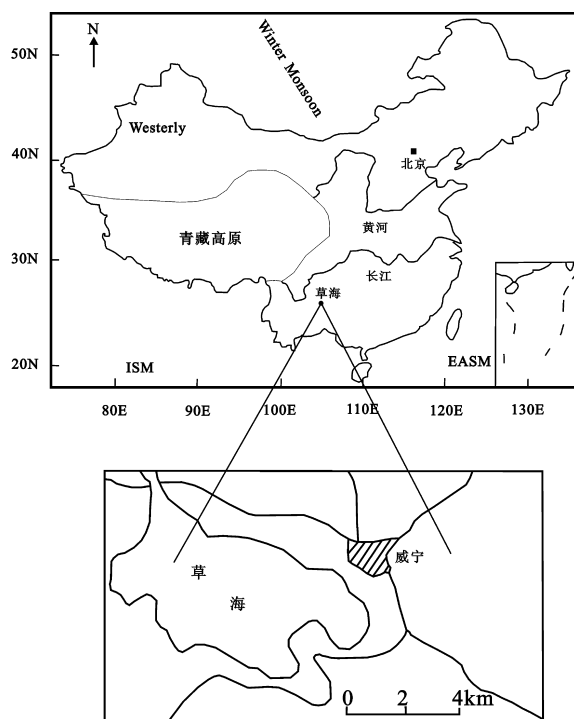 N
Winter Monsoon
50N
Westerly
40N
北京
黄河
青藏高原
30N
长江
草海
20N
ISM
EASM
80E
90E
100E
110E
120E
130E
威宁
草
海
0 2 4km